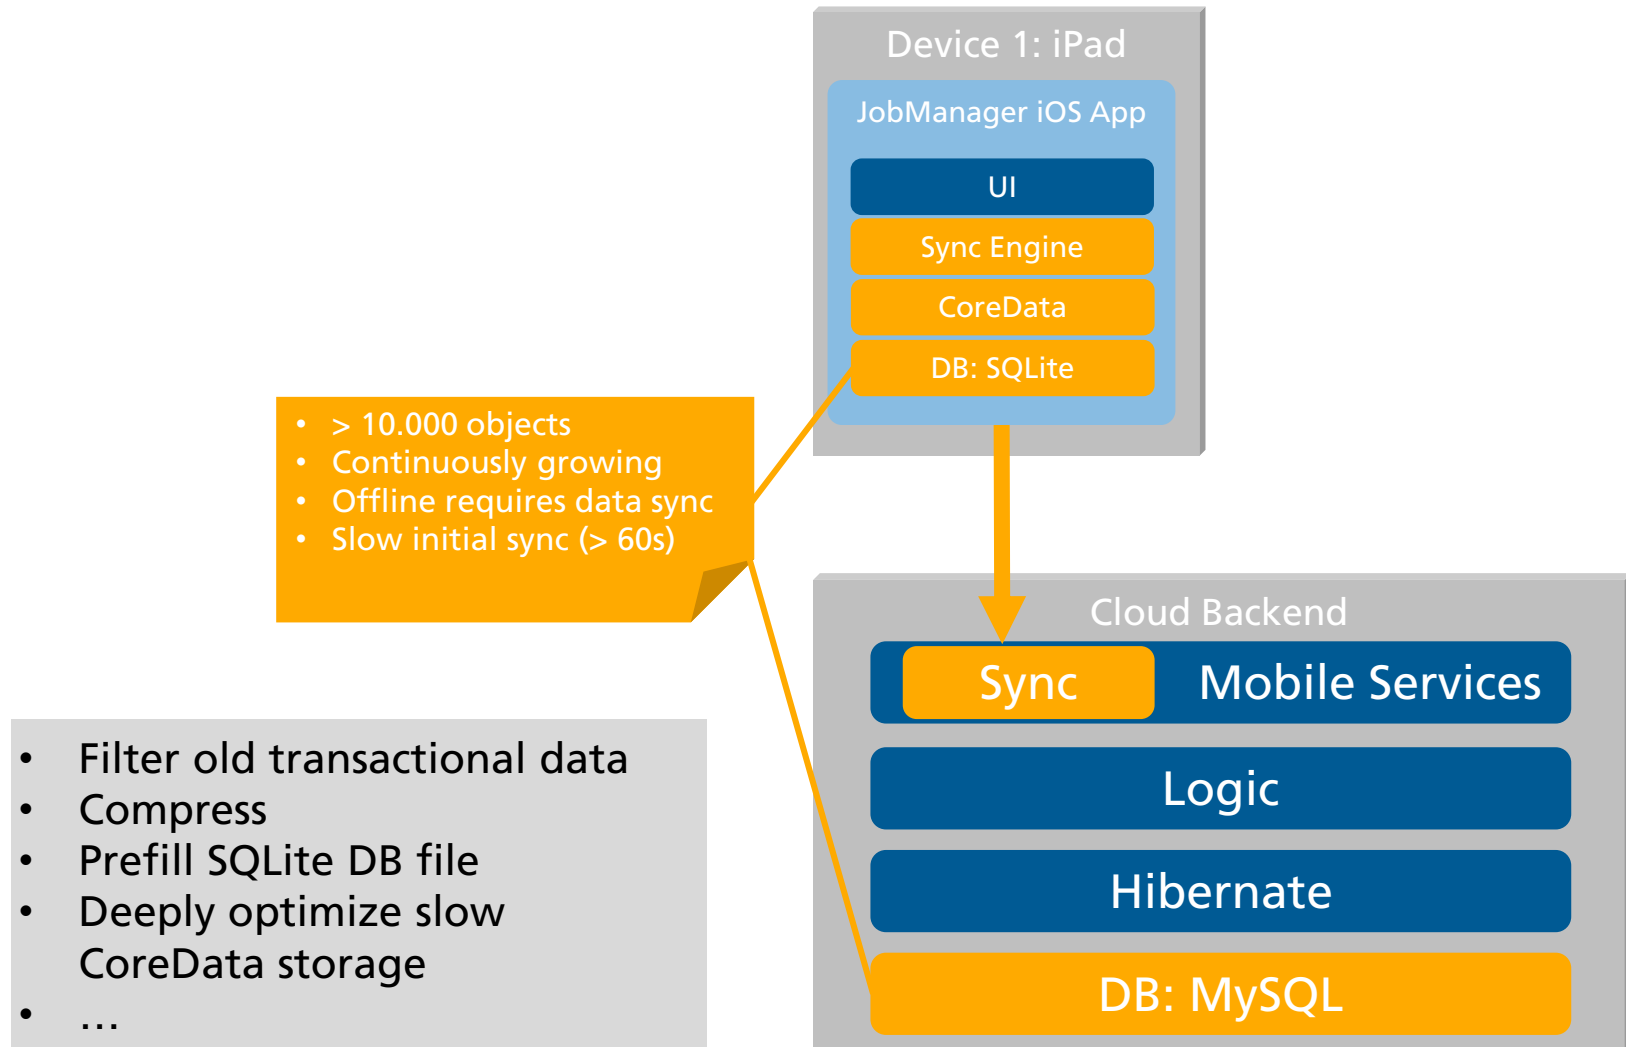 Device 1: iPad
JobManager iOS App
UI
Sync Engine
CoreData
DB: SQLite
• > 10.000 objects
• Continuously growing
• Offline requires data sync
• Slow initial sync (> 60s)
Cloud Backend
Sync
Mobile Services
Logic
Hibernate
DB: MySQL
• Filter old transactional data
• Compress
• Prefill SQLite DB file
• Deeply optimize slow
CoreData storage
• …